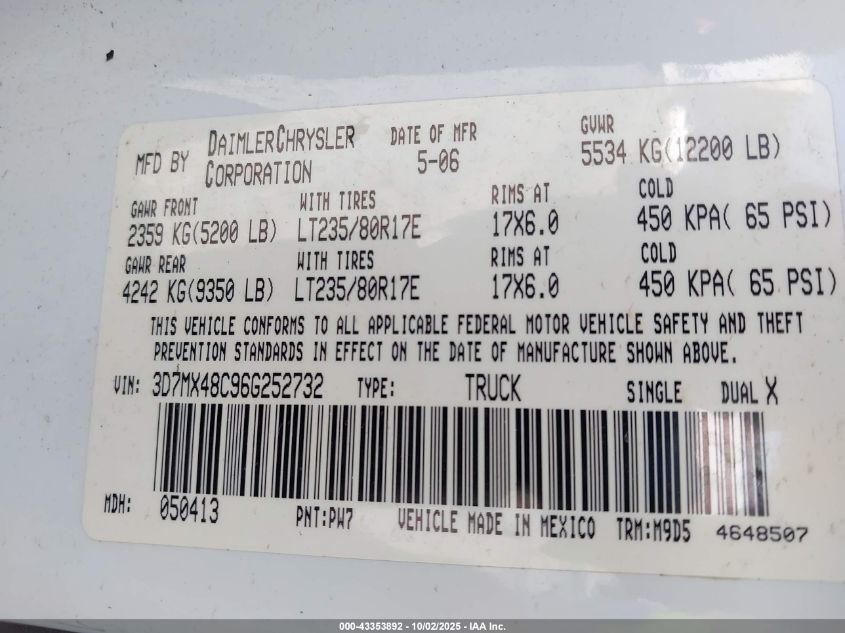 MFD BY DAIMLERCHRYSLER CORPORATION
DATE OF MFR 5-06
GVWR 5534 KG(12200 LB)
GAWR FRONT WITH TIRES RIMS AT COLD
2359 KG(5200 LB) LT235/80R17E 17X6.0 450 KPA( 65 PSI)
GAWR REAR WITH TIRES RIMS AT COLD
4242 KG(9350 LB) LT235/80R17E 17X6.0 450 KPA( 65 PSI)
THIS VEHICLE CONFORMS TO ALL APPLICABLE FEDERAL MOTOR VEHICLE SAFETY AND THEFT
PREVENTION STANDARDS IN EFFECT ON THE DATE OF MANUFACTURE SHOWN ABOVE.
VIN: 3D7MX48C96G252732 TYPE: TRUCK SINGLE DUAL X
MDH: 050413 PNT:PW7 VEHICLE MADE IN MEXICO TRM:M9D5 4648507
000-43353892 - 10/02/2025 - IAA Inc.